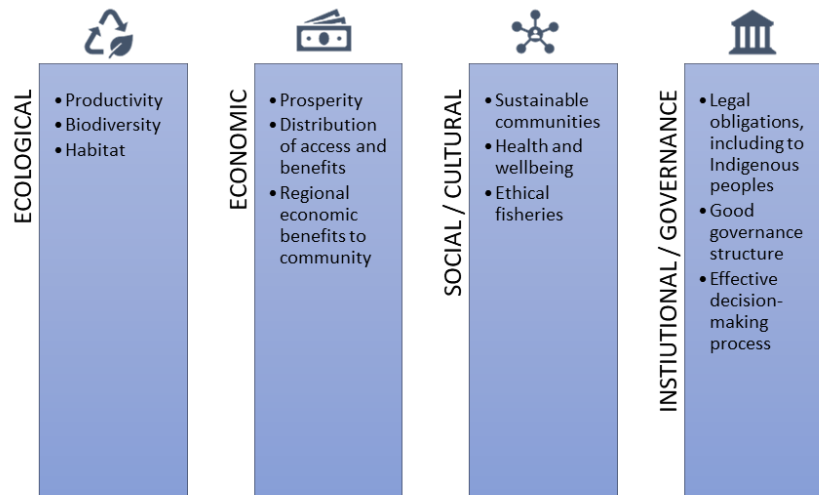 ECOLOGICAL
• Productivity
• Biodiversity
• Habitat
ECONOMIC
• Prosperity
• Distribution
of access and
benefits
• Regional
economic
benefits to
community
SOCIAL / CULTURAL
• Sustainable
communities
• Health and
wellbeing
• Ethical
fisheries
INSTIUTIONAL / GOVERNANCE
• Legal
obligations,
including to
Indigenous
peoples
• Good
governance
structure
• Effective
decision-
making
process